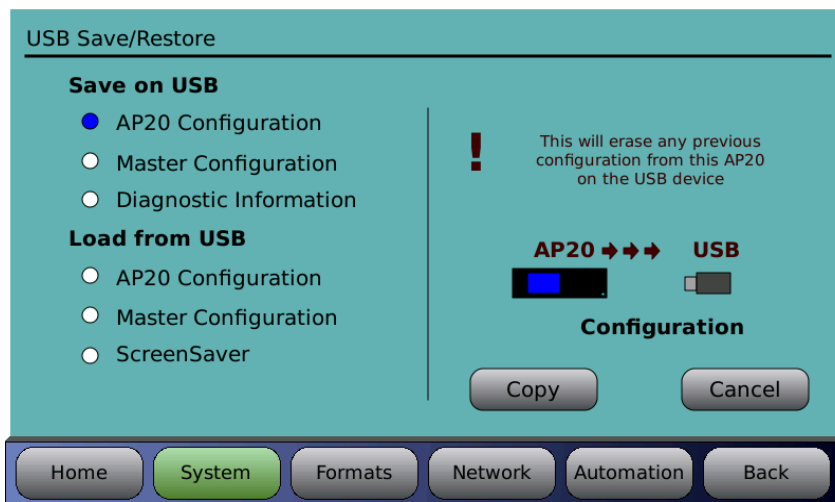 USB Save/Restore
Save on USB
AP20 Configuration
Master Configuration
Diagnostic Information
Load from USB
AP20 Configuration
Master Configuration
ScreenSaver
!
This will erase any previous
configuration from this AP20
on the USB device
AP20 USB
Configuration
Copy Cancel
Home System Formats Network Automation Back